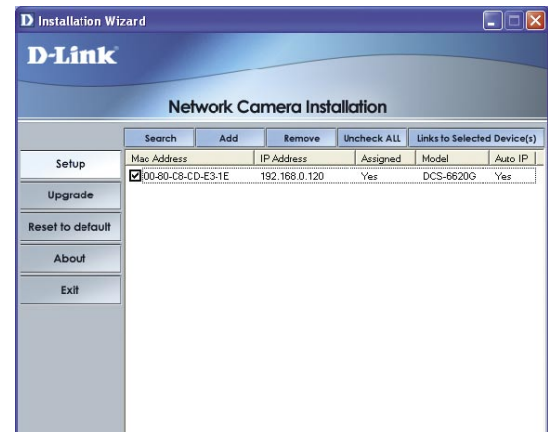 D Installation Wizard
D-Link
Network Camera Installation
Search Add Remove Uncheck ALL Links to Selected Device(s)
Mac Address IP Address Assigned Model Auto IP
00-80-C8-CD-E3-1E 192.168.0.120 Yes DCS-6620G Yes
Setup
Upgrade
Reset to default
About
Exit